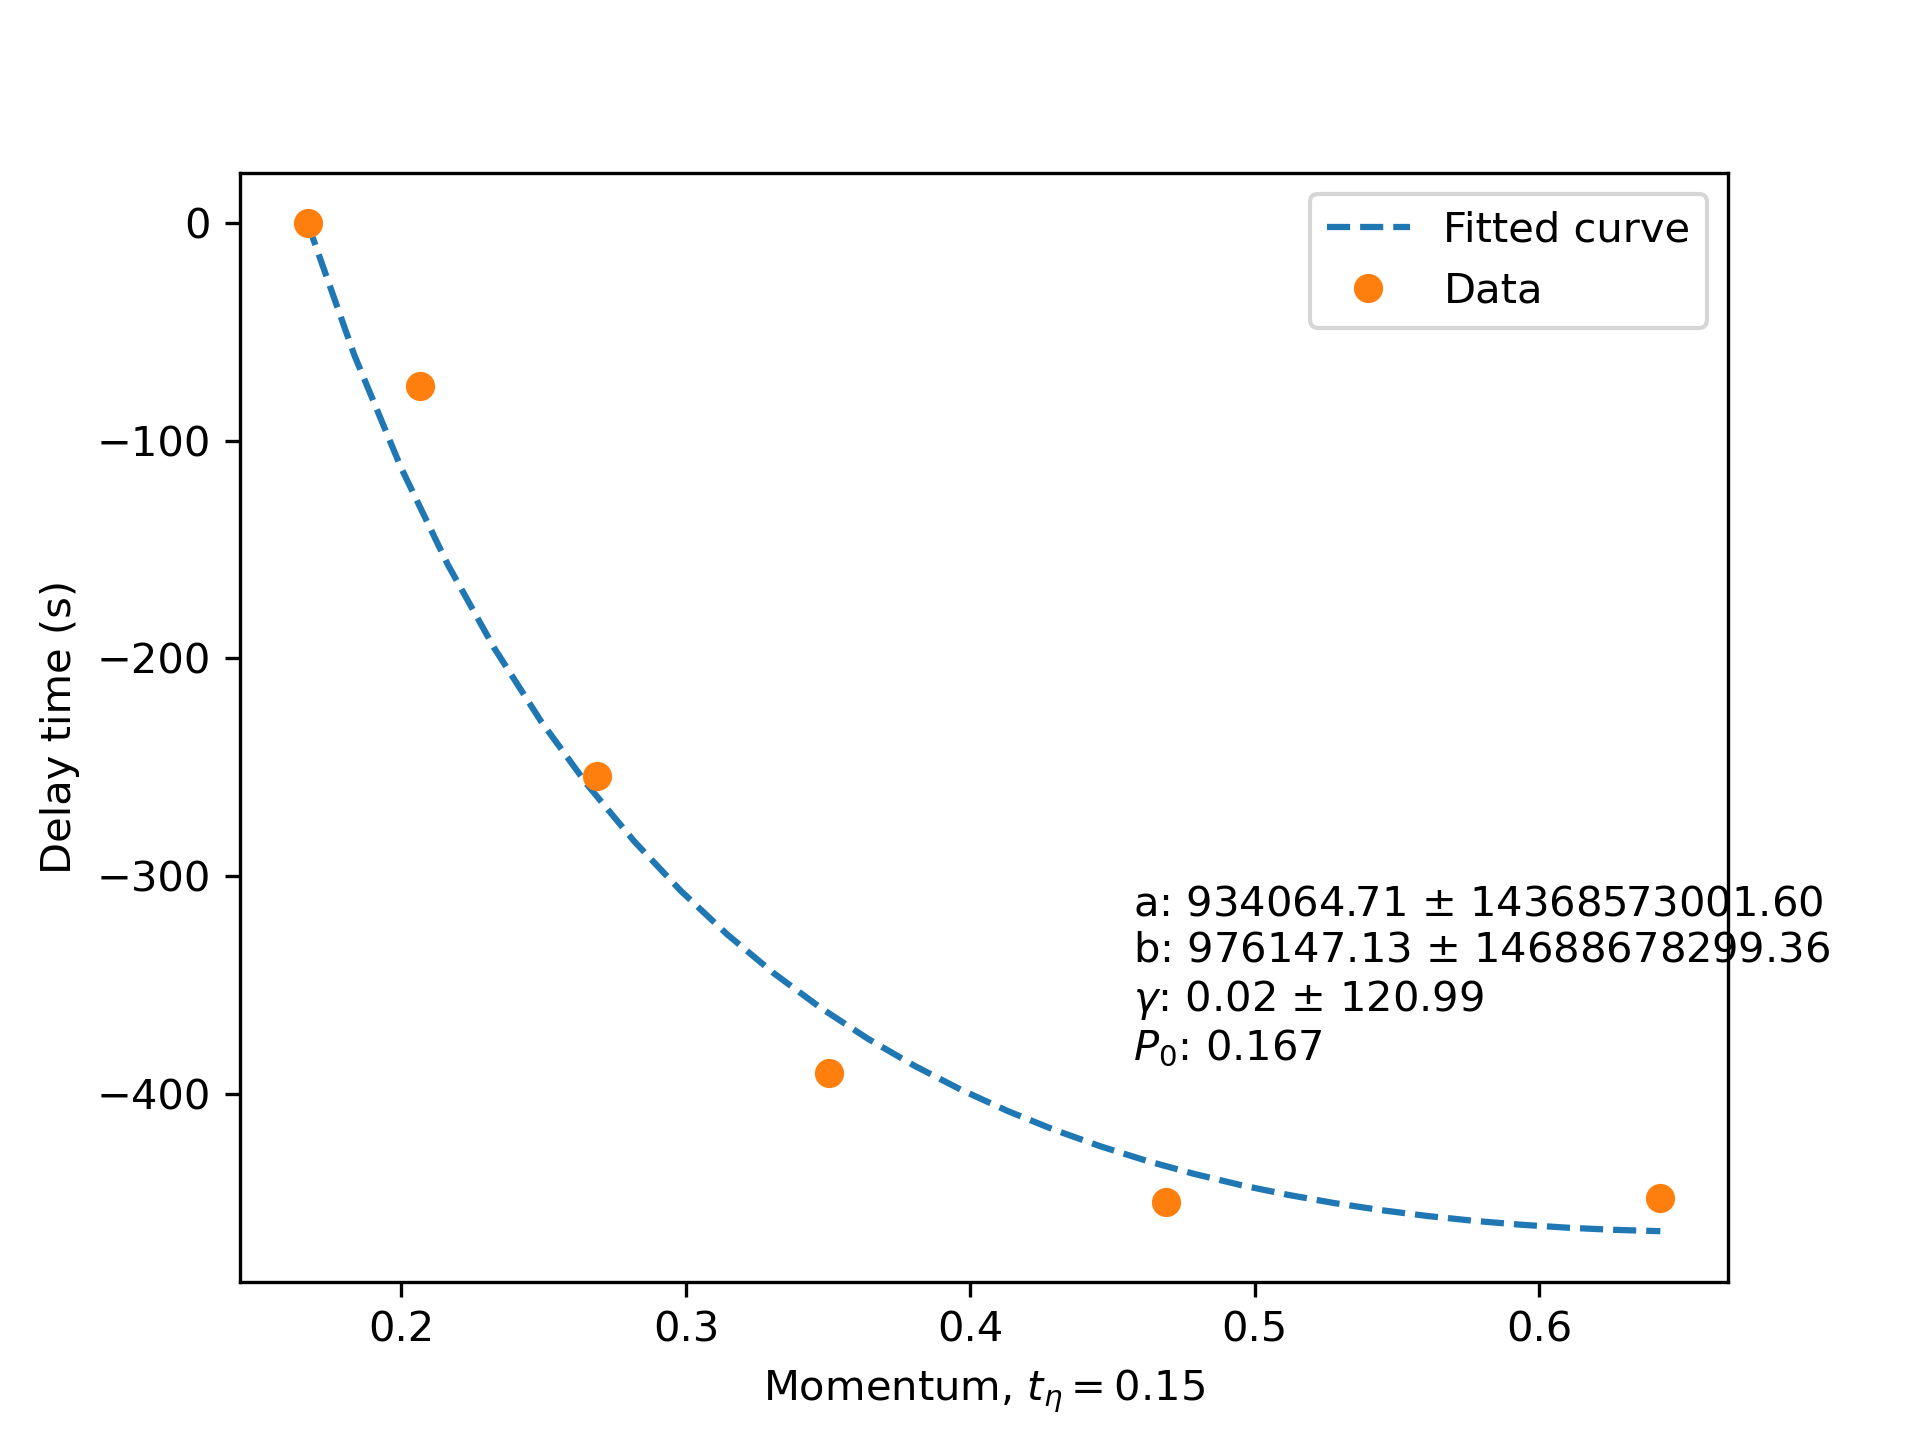 Fitted curve
Data
0
−100
−200
−300
−400
Delay time (s)
a: 934064.71 ± 14368573001.60
b: 976147.13 ± 14688678299.36
γ: 0.02 ± 120.99
P₀: 0.167
0.2 0.3 0.4 0.5 0.6
Momentum, tη = 0.15